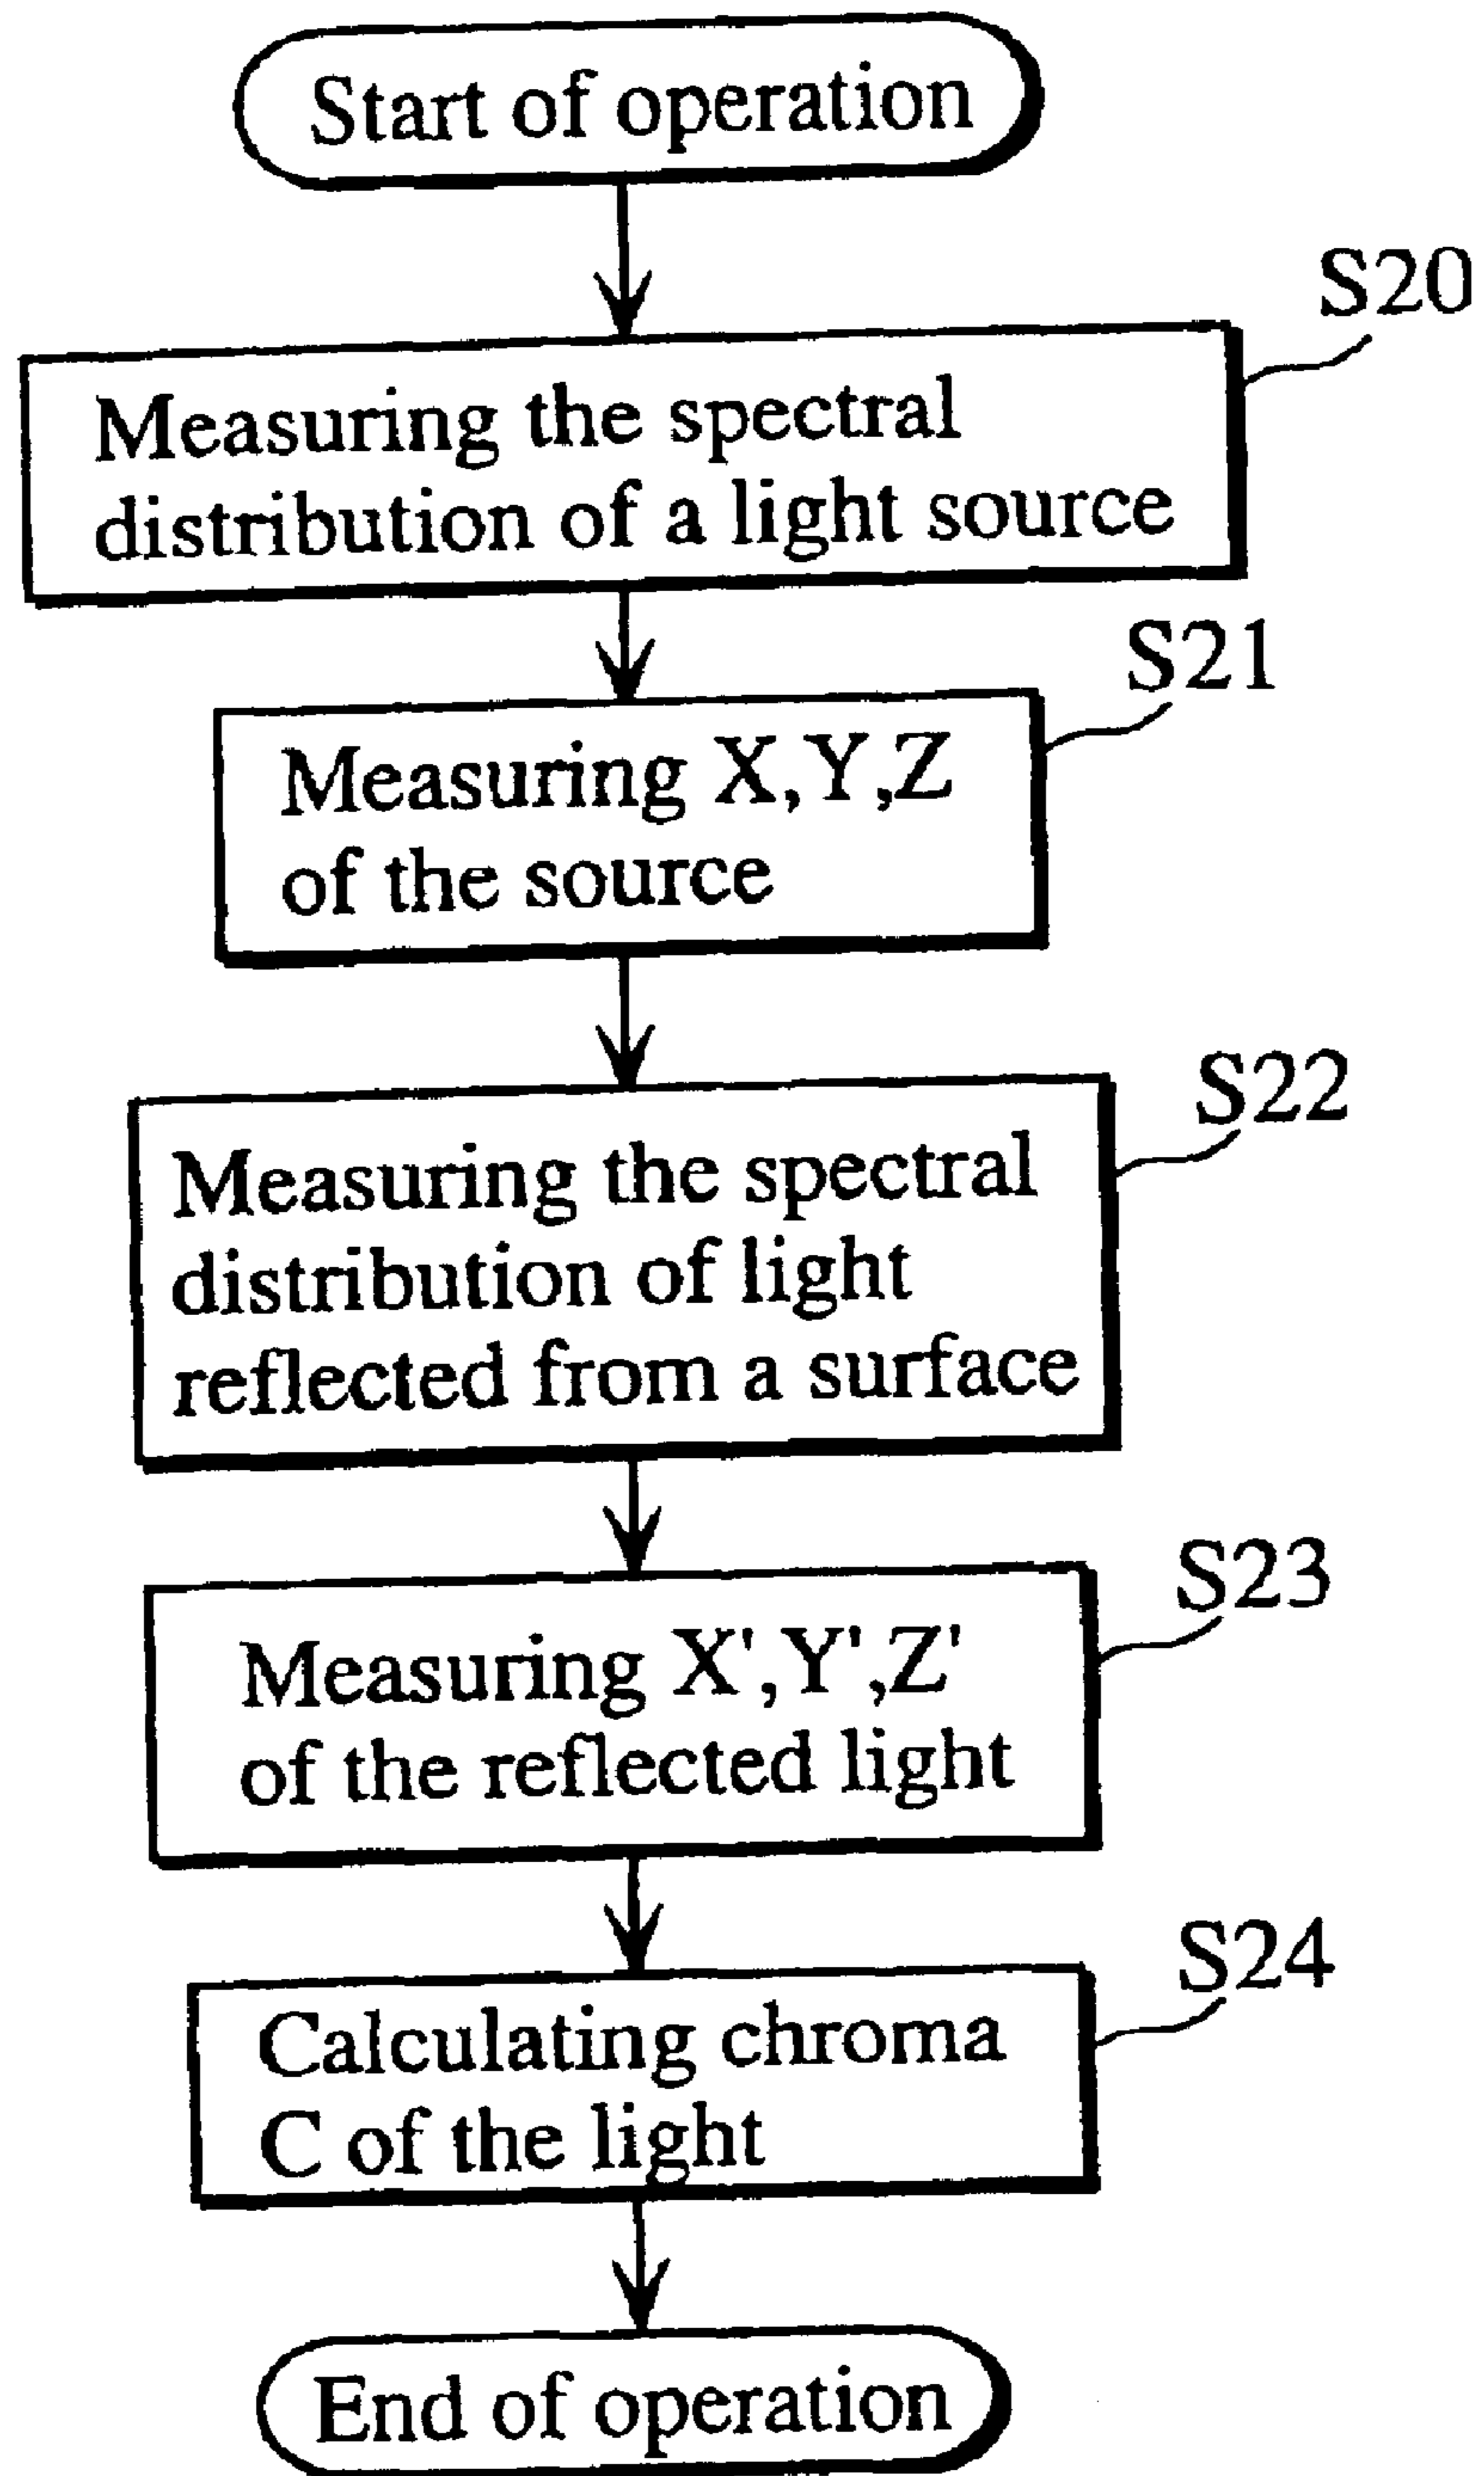 Start of operation
S20
Measuring the spectral
distribution of a light source
S21
Measuring X,Y,Z
of the source
S22
Measuring the spectral
distribution of light
reflected from a surface
S23
Measuring X',Y',Z'
of the reflected light
S24
Calculating chroma
C of the light
End of operation